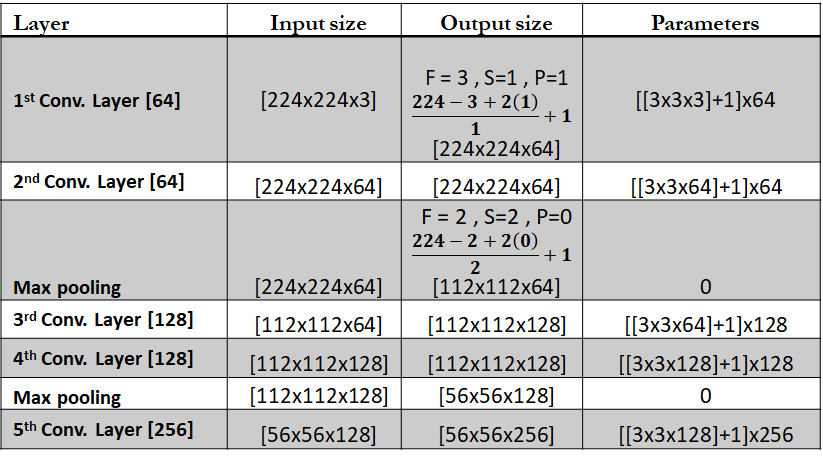 Layer Input size Output size Parameters
1st Conv. Layer [64] [224x224x3] F = 3 , S=1 , P=1 [[3x3x3]+1]x64
224 − 3 + 2(1)
1
+ 1
[224x224x64]
2nd Conv. Layer [64] [224x224x64] [224x224x64] [[3x3x64]+1]x64
F = 2 , S=2 , P=0
224 − 2 + 2(0)
2
+ 1
Max pooling [224x224x64] [112x112x64] 0
3rd Conv. Layer [128] [112x112x64] [112x112x128] [[3x3x64]+1]x128
4th Conv. Layer [128] [112x112x128] [112x112x128] [[3x3x128]+1]x128
Max pooling [112x112x128] [56x56x128] 0
5th Conv. Layer [256] [56x56x128] [56x56x256] [[3x3x128]+1]x256